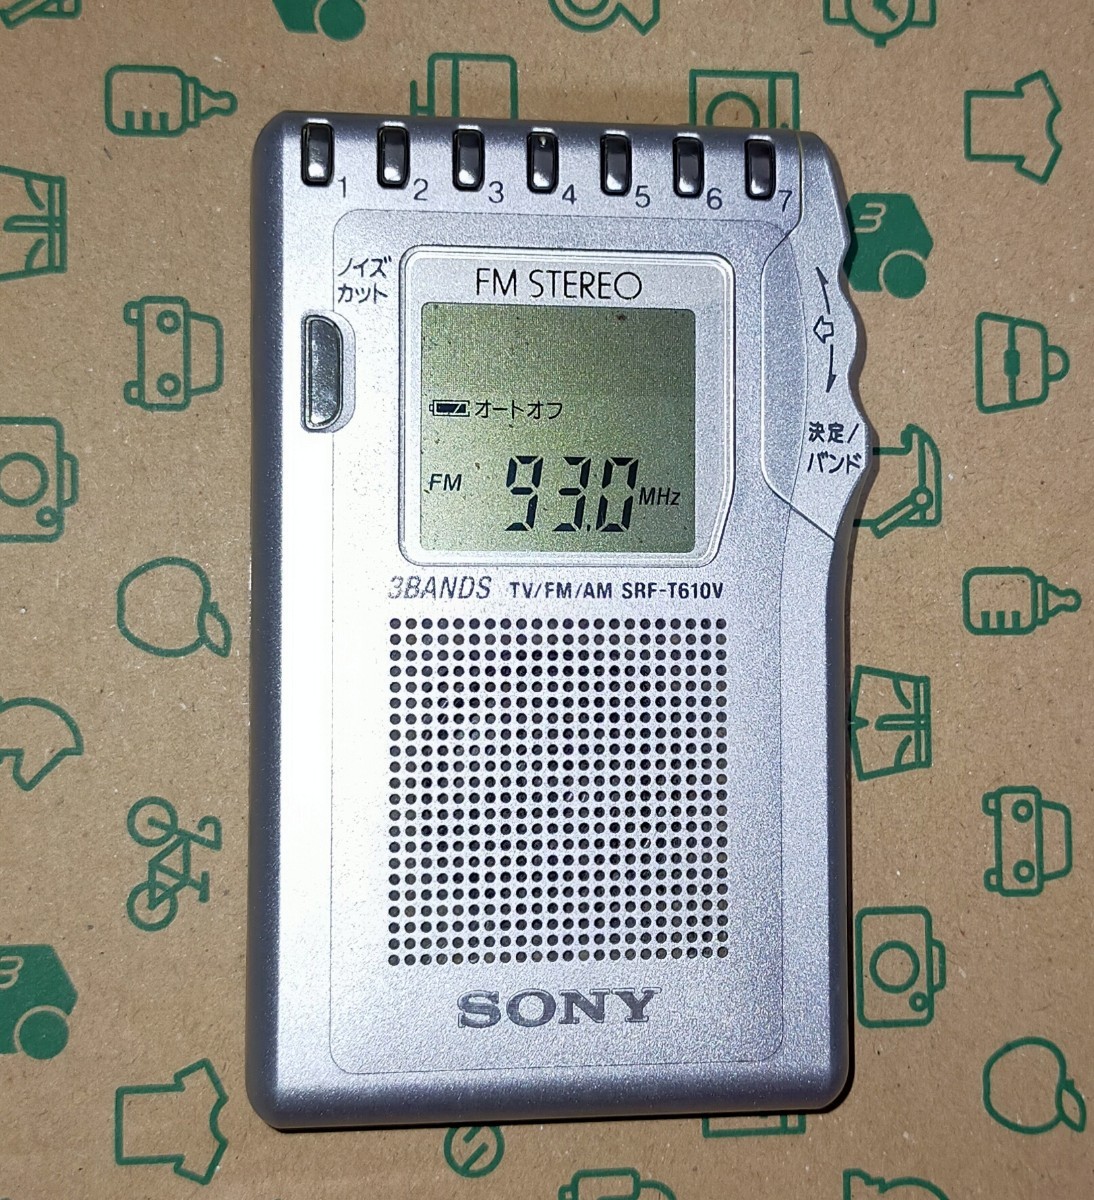 1 2 3 4 5 6 7
ノイズ
カット
FM STEREO
オートオフ
FM 93.0 MHz
決定/
バンド
3BANDS TV/FM/AM SRF-T610V
SONY